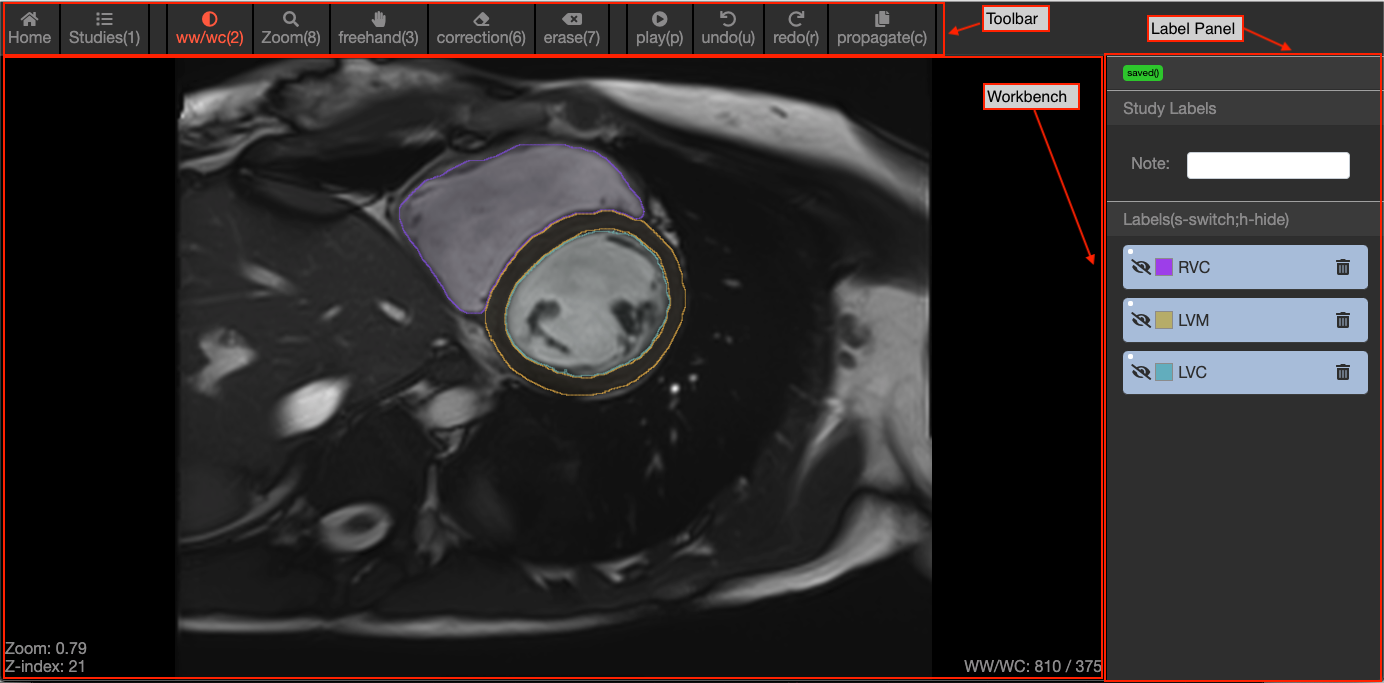 Home Studies(1) ww/wc(2) Zoom(8) freehand(3) correction(6) erase(7) play(p) undo(u) redo(r) propagate(c)
Toolbar
Label Panel
saved()
Workbench
Study Labels
Note:
Labels(s-switch;h-hide)
RVC
LVM
LVC
Zoom: 0.79
Z-index: 21
WW/WC: 810 / 375